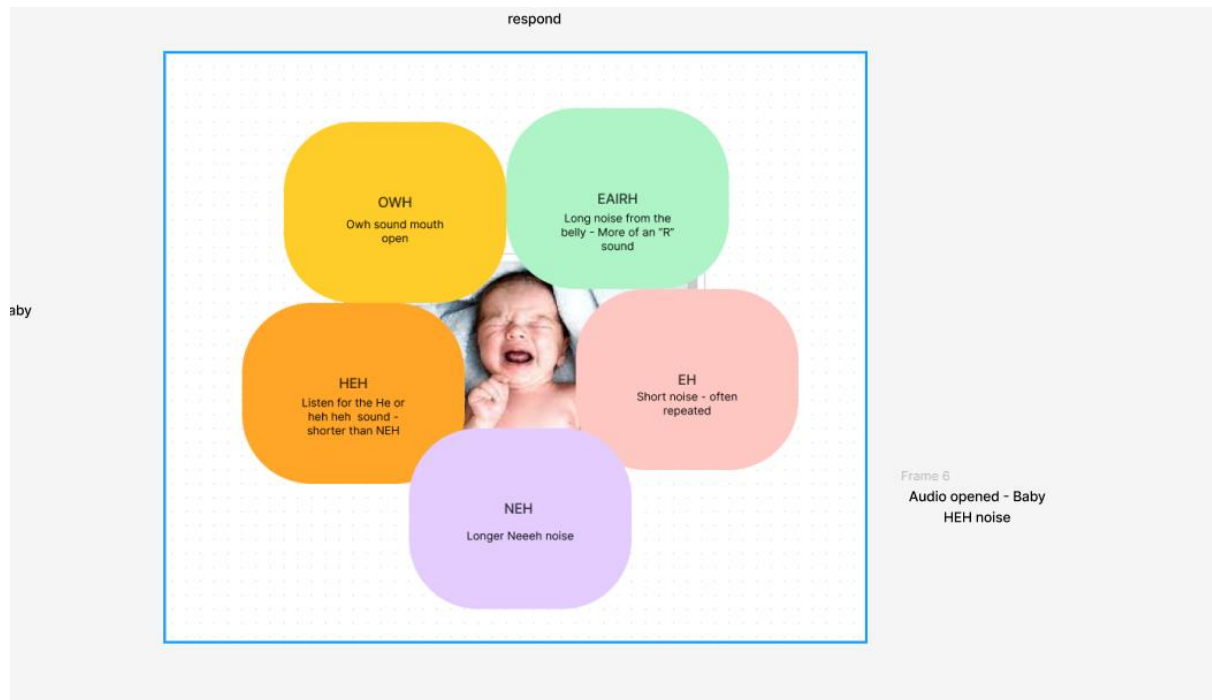 respond
OWH
Owh sound mouth
open
EAIRH
Long noise from the
belly - More of an "R"
sound
aby
HEH
Listen for the He or
heh heh  sound -
shorter than NEH
EH
Short noise - often
repeated
NEH
Longer Neeeh noise
Frame 6
Audio opened - Baby
HEH noise